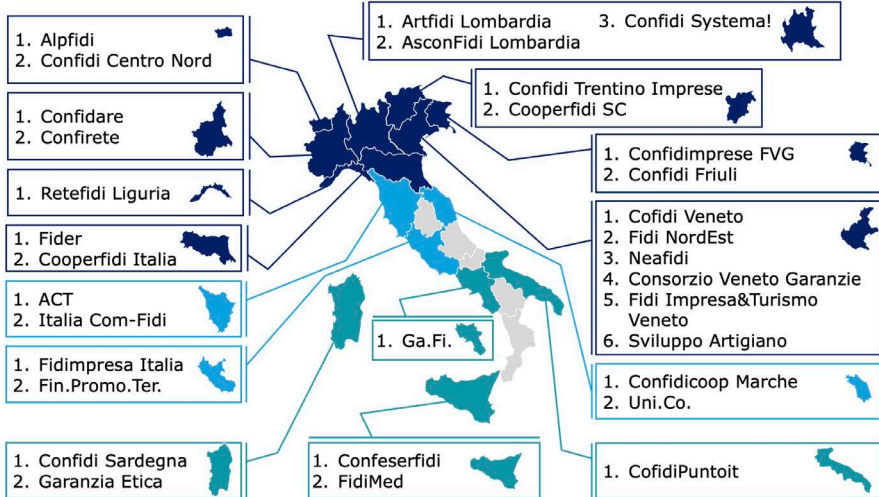 1. Alpfidi
2. Confidi Centro Nord
1. Artfidi Lombardia
2. AsconFidi Lombardia
3. Confidi Systema!
1. Confidi Trentino Imprese
2. Cooperfidi SC
1. Confidare
2. Confirete
1. Confidimprese FVG
2. Confidi Friuli
1. Retefidi Liguria
1. Fider
2. Cooperfidi Italia
1. Cofidi Veneto
2. Fidi NordEst
3. Neafidi
4. Consorzio Veneto Garanzie
5. Fidi Impresa&Turismo
Veneto
6. Sviluppo Artigiano
1. ACT
2. Italia Com-Fidi
1. Ga.Fi.
1. Fidimpresa Italia
2. Fin.Promo.Ter.
1. Confidicoop Marche
2. Uni.Co.
1. Confidi Sardegna
2. Garanzia Etica
1. Confeserfidi
2. FidiMed
1. CofidiPuntoit